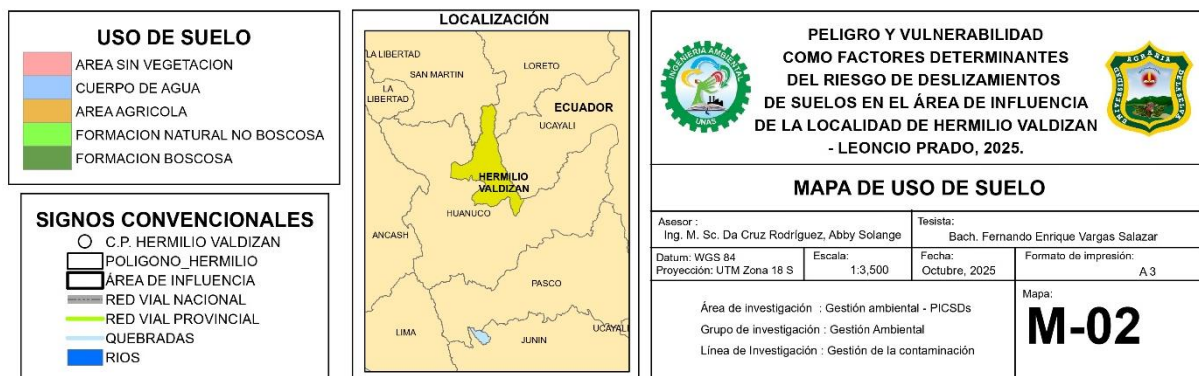 USO DE SUELO
AREA SIN VEGETACION
CUERPO DE AGUA
AREA AGRICOLA
FORMACION NATURAL NO BOSCOSA
FORMACION BOSCOSA
SIGNOS CONVENCIONALES
C.P. HERMILIO VALDIZAN
POLIGONO_HERMILIO
ÁREA DE INFLUENCIA
RED VIAL NACIONAL
RED VIAL PROVINCIAL
QUEBRADAS
RIOS
LOCALIZACIÓN
LA LIBERTAD
LORETO
SAN MARTIN
LA
LIBERTAD
ECUADOR
UCAYALI
HERMILIO
VALDIZAN
HUANUCO
ANCASH
PASCO
LIMA
UCAYALI
JUNIN
INGENIERIA AMBIENTAL
UNAS
PELIGRO Y VULNERABILIDAD
COMO FACTORES DETERMINANTES
DEL RIESGO DE DESLIZAMIENTOS
DE SUELOS EN EL ÁREA DE INFLUENCIA
DE LA LOCALIDAD DE HERMILIO VALDIZAN
- LEONCIO PRADO, 2025.
AGRARIA
MAPA DE USO DE SUELO
Asesor :
Ing. M. Sc. Da Cruz Rodríguez, Abby Solange
Tesista:
Bach. Fernando Enrique Vargas Salazar
Datum: WGS 84
Proyección: UTM Zona 18 S
Escala:
1:3,500
Fecha:
Octubre, 2025
Formato de impresión:
A 3
Área de investigación : Gestión ambiental - PICSDs
Grupo de investigación : Gestión Ambiental
Línea de Investigación : Gestión de la contaminación
Mapa:
M-02